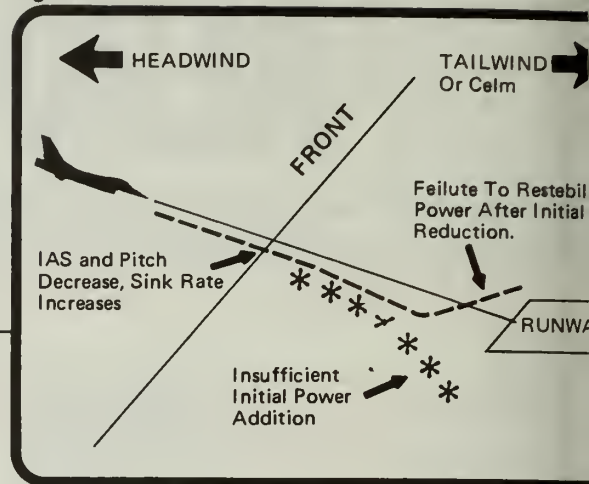 HEADWIND
TAILWIND
Or Celm
FRONT
Feilute To Restebil
Power After Initial
Reduction.
IAS and Pitch
Decrease, Sink Rate
Increases
RUNWA
Insufficient
Initial Power
Addition